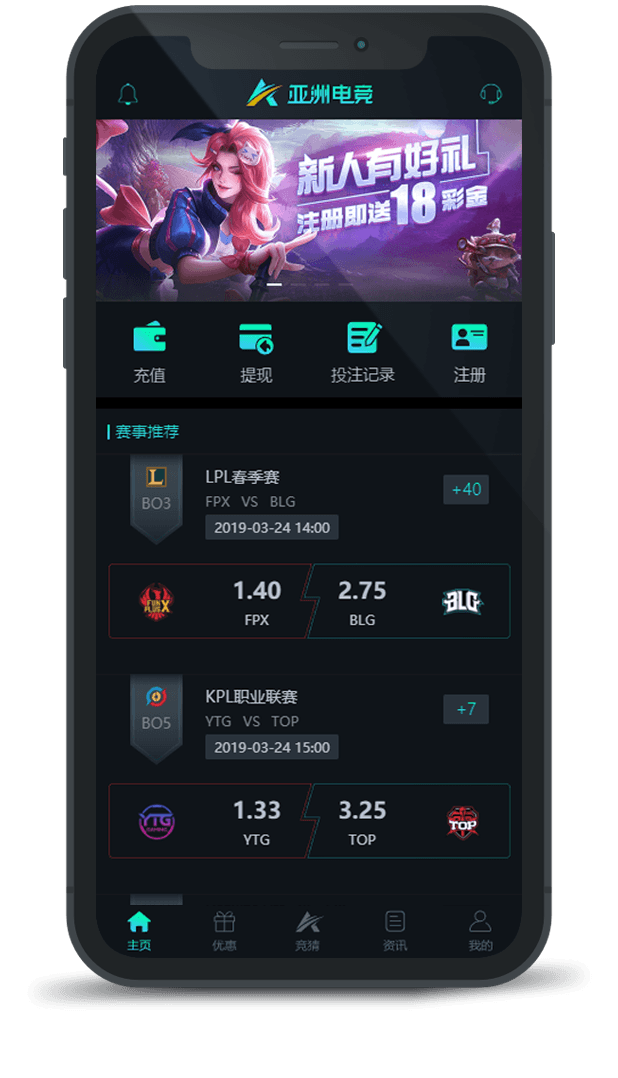 亚洲电竞
新人有好礼
注册即送18彩金
充值 提现 投注记录 注册
赛事推荐
L
BO3
LPL春季赛
FPX VS BLG
2019-03-24 14:00
+40
FUN PLUS X
1.40
FPX
2.75
BLG
BLG
BO5
KPL职业联赛
YTG VS TOP
2019-03-24 15:00
+7
YTG
GAMING
1.33
YTG
3.25
TOP
TOP
主页 优惠 竞猜 资讯 我的